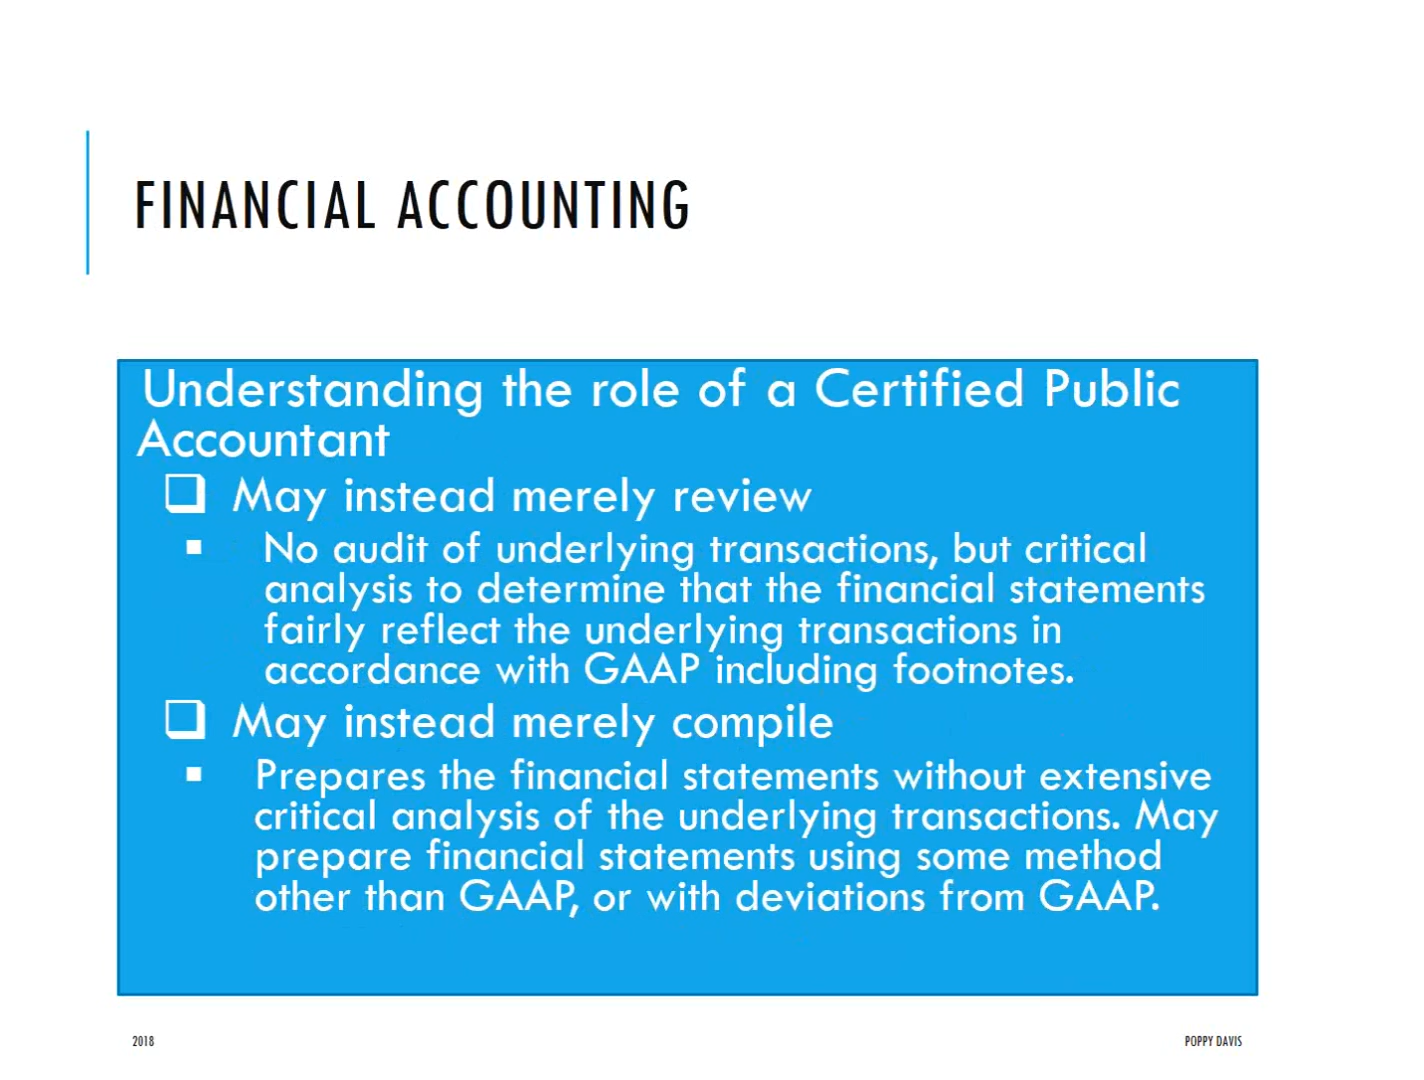 FINANCIAL ACCOUNTING
Understanding the role of a Certified Public
Accountant
❑ May instead merely review
▪ No audit of underlying transactions, but critical
analysis to determine that the financial statements
fairly reflect the underlying transactions in
accordance with GAAP including footnotes.
❑ May instead merely compile
▪ Prepares the financial statements without extensive
critical analysis of the underlying transactions. May
prepare financial statements using some method
other than GAAP, or with deviations from GAAP.
2018
POPPY DAVIS